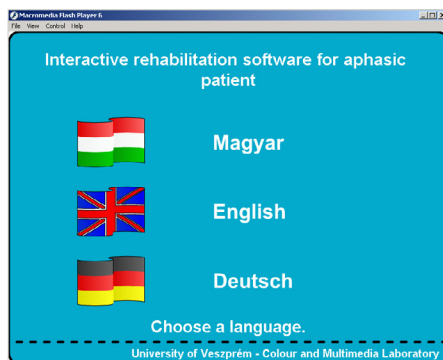 Macromedia Flash Player 6
File View Control Help
Interactive rehabilitation software for aphasic
patient
Magyar
English
Deutsch
Choose a language.
University of Veszprém - Colour and Multimedia Laboratory